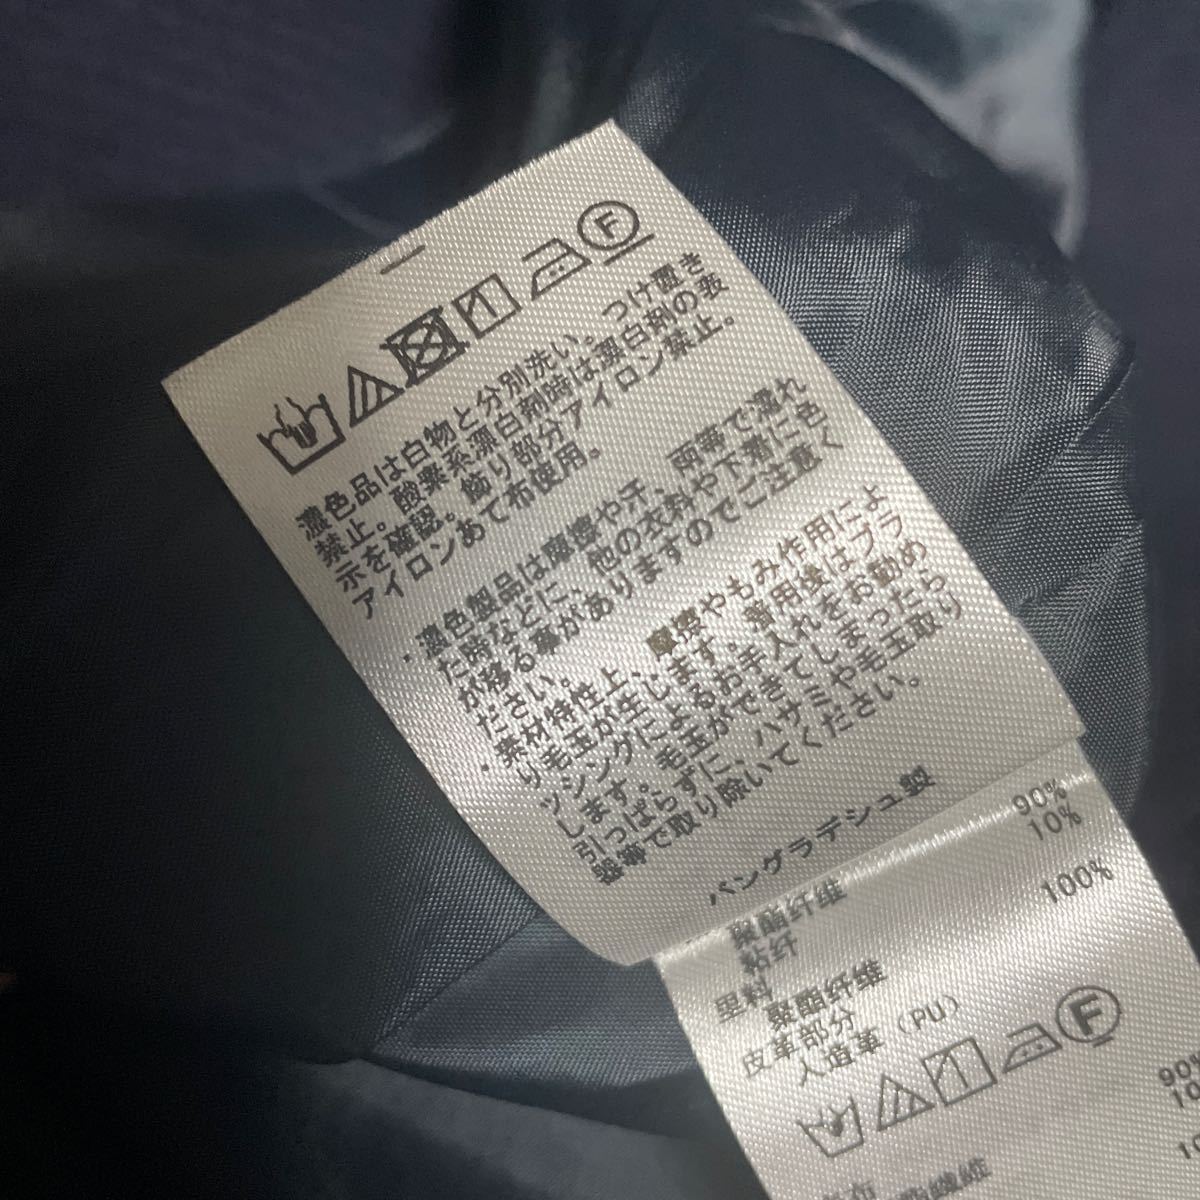 F
濃色品は白物と分別洗い。つけ置き
禁止。酸素系漂白剤時は漂白剤の表
示を確認。飾り部分アイロン禁止。
アイロンあて布使用。
・濃色製品は摩擦や汗、雨等で濡れ
た時などに、他の衣料や下着に色
が移る事がありますのでご注意く
ださい。
・素材特性上、摩擦やもみ作用によ
り毛玉が生じます。着用後はブラ
ッシングによるお手入れをお勧め
します。毛玉ができてしまったら
引っぱらずに、ハサミや毛玉取り
器等で取り除いてください。
バングラデシュ製
聚酯纤维 90%
粘纤 10%
里料
聚酯纤维 100%
皮革部分
人造革 (PU)
F